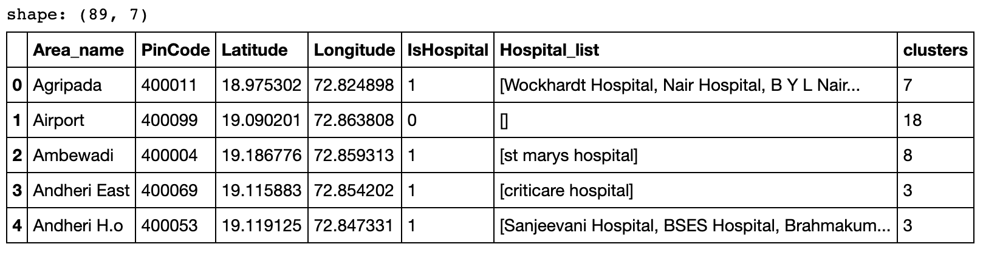 shape: (89, 7)
Area_name PinCode Latitude Longitude IsHospital Hospital_list clusters
0 Agripada 400011 18.975302 72.824898 1 [Wockhardt Hospital, Nair Hospital, B Y L Nair... 7
1 Airport 400099 19.090201 72.863808 0 [] 18
2 Ambewadi 400004 19.186776 72.859313 1 [st marys hospital] 8
3 Andheri East 400069 19.115883 72.854202 1 [criticare hospital] 3
4 Andheri H.o 400053 19.119125 72.847331 1 [Sanjeevani Hospital, BSES Hospital, Brahmakum... 3